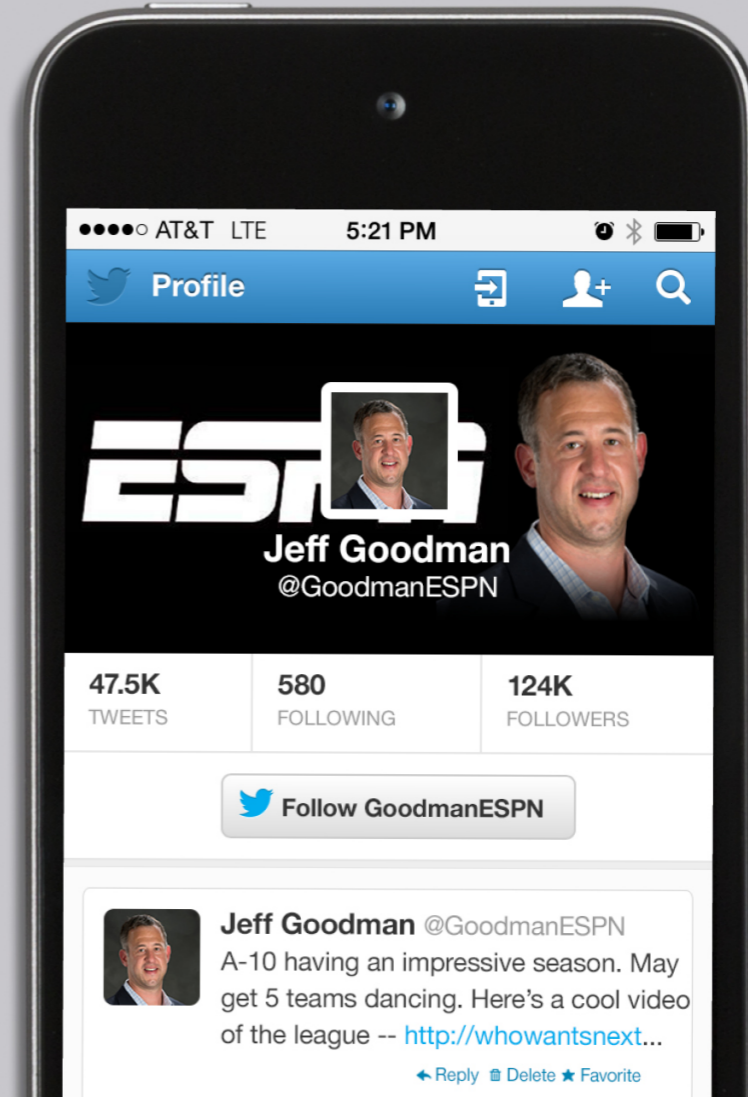 AT&T LTE 5:21 PM
Profile
ESPN
Jeff Goodman
@GoodmanESPN
47.5K 580 124K
TWEETS FOLLOWING FOLLOWERS
Follow GoodmanESPN
Jeff Goodman @GoodmanESPN
A-10 having an impressive season. May
get 5 teams dancing. Here’s a cool video
of the league -- http://whowantsnext...
Reply Delete Favorite